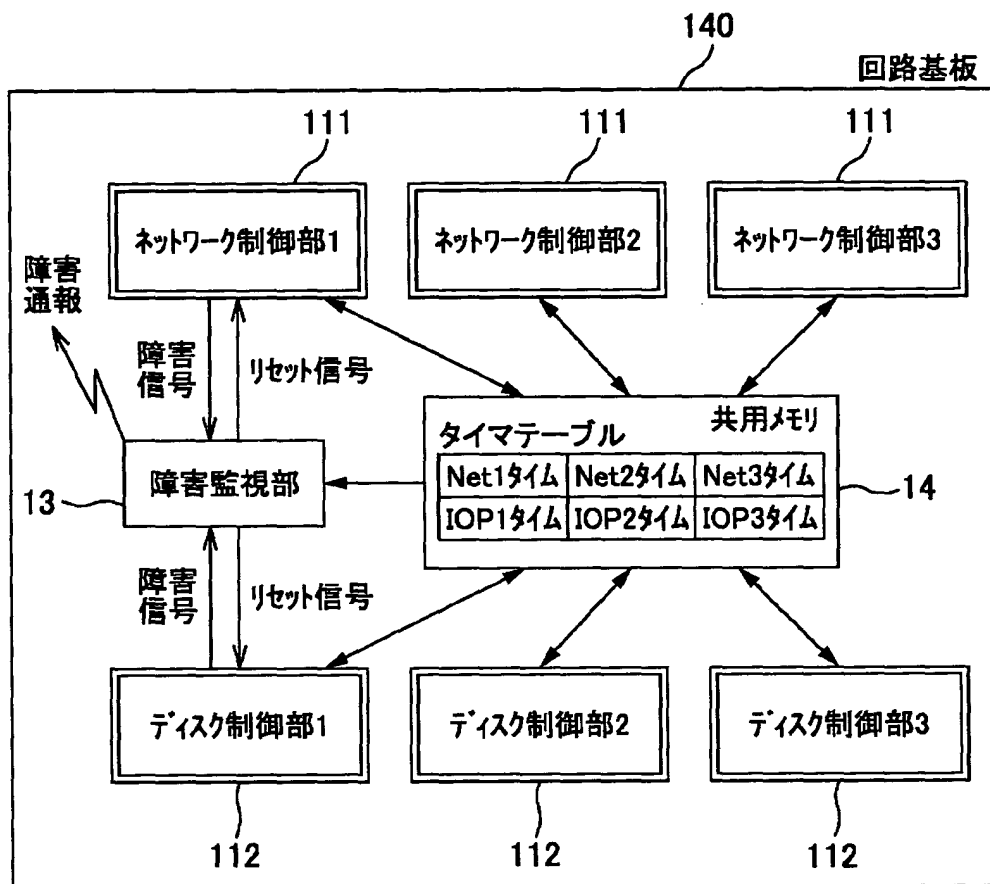 140
回路基板
111
111
111
ネットワーク制御部1
ネットワーク制御部2
ネットワーク制御部3
障害
通報
障害
信号
リセット信号
共用メモリ
タイマテーブル
Net1タイム
Net2タイム
Net3タイム
IOP1タイム
IOP2タイム
IOP3タイム
14
障害監視部
13
障害
信号
リセット信号
ディスク制御部1
ディスク制御部2
ディスク制御部3
112
112
112